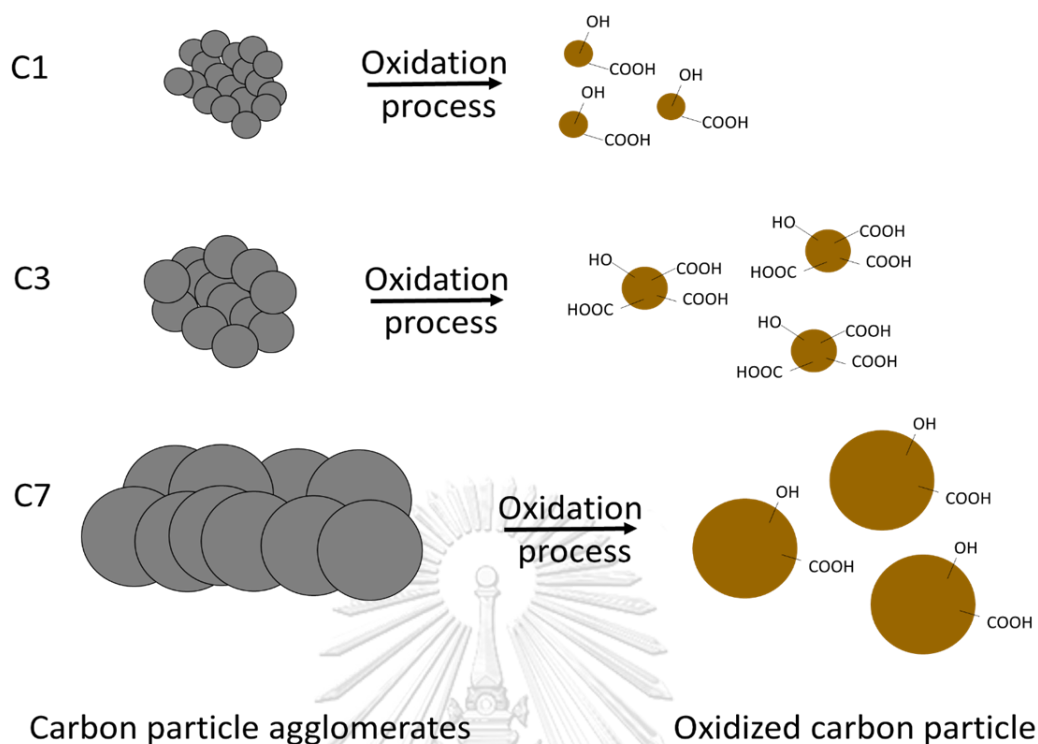 C1
Oxidation
process
OH
COOH
OH
COOH
OH
COOH
C3
Oxidation
process
HO
COOH
HOOC
COOH
HO
COOH
HOOC
COOH
HO
COOH
HOOC
COOH
C7
Oxidation
process
OH
COOH
OH
COOH
OH
COOH
Carbon particle agglomerates
Oxidized carbon particle